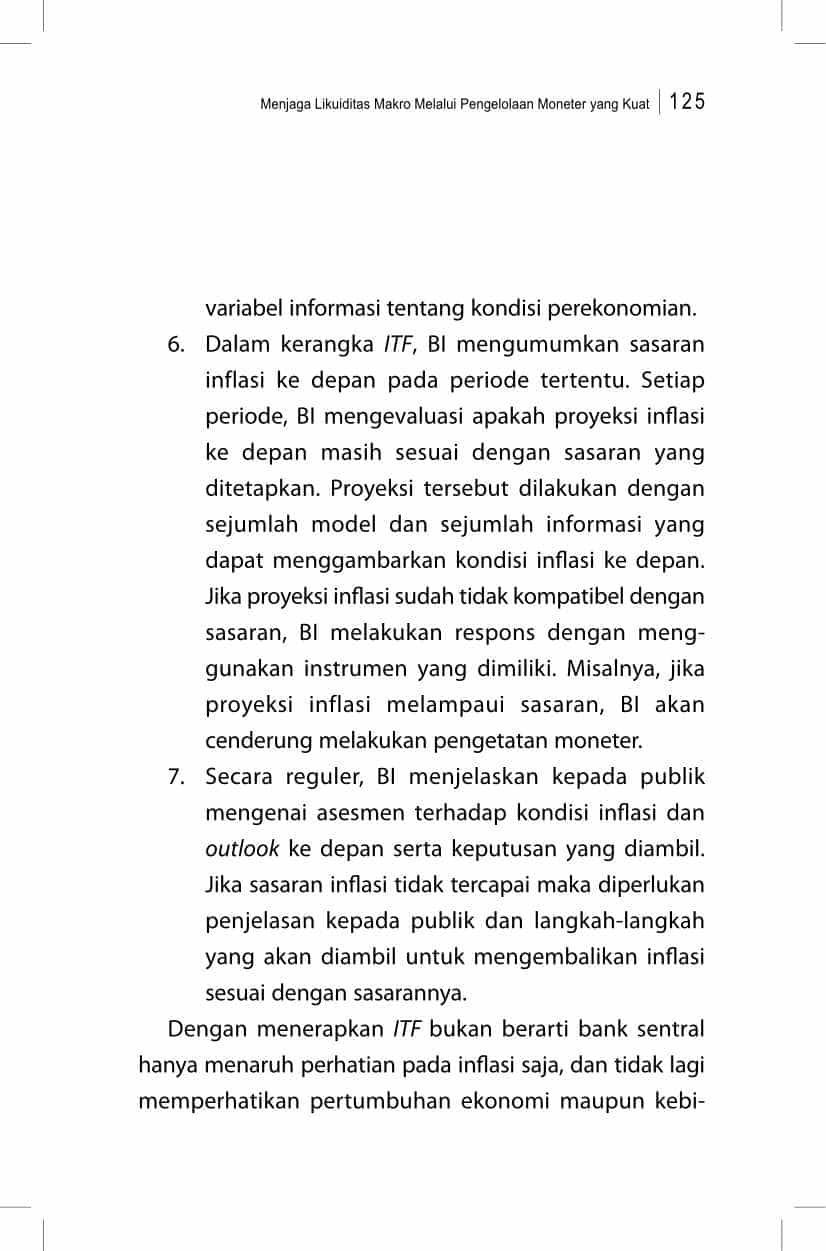 Menjaga Likuiditas Makro Melalui Pengelolaan Moneter yang Kuat | 125
variabel informasi tentang kondisi perekonomian.
6. Dalam kerangka ITF, BI mengumumkan sasaran
inflasi ke depan pada periode tertentu. Setiap
periode, BI mengevaluasi apakah proyeksi inflasi
ke depan masih sesuai dengan sasaran yang
ditetapkan. Proyeksi tersebut dilakukan dengan
sejumlah model dan sejumlah informasi yang
dapat menggambarkan kondisi inflasi ke depan.
Jika proyeksi inflasi sudah tidak kompatibel dengan
sasaran, BI melakukan respons dengan meng-
gunakan instrumen yang dimiliki. Misalnya, jika
proyeksi inflasi melampaui sasaran, BI akan
cenderung melakukan pengetatan moneter.
7. Secara reguler, BI menjelaskan kepada publik
mengenai asesmen terhadap kondisi inflasi dan
outlook ke depan serta keputusan yang diambil.
Jika sasaran inflasi tidak tercapai maka diperlukan
penjelasan kepada publik dan langkah-langkah
yang akan diambil untuk mengembalikan inflasi
sesuai dengan sasarannya.
Dengan menerapkan ITF bukan berarti bank sentral
hanya menaruh perhatian pada inflasi saja, dan tidak lagi
memperhatikan pertumbuhan ekonomi maupun kebi-